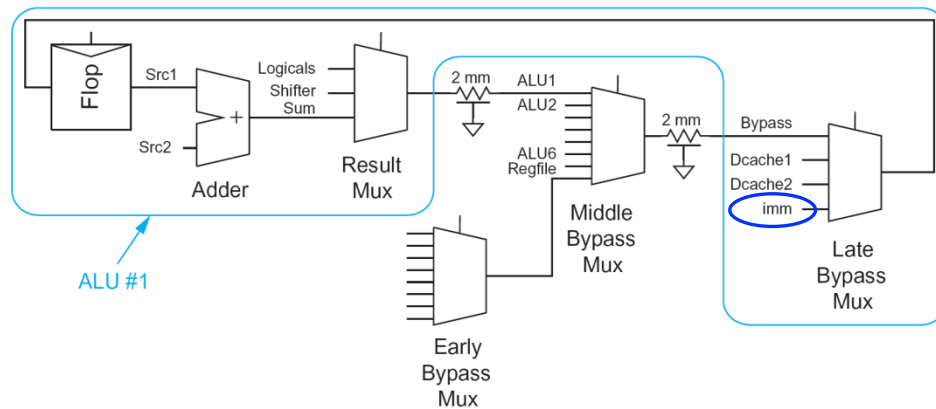 Flop
Src1
Src2
+
Adder
Logicals
Shifter
Sum
Result
Mux
2 mm
ALU1
ALU2
ALU6
Regfile
Middle
Bypass
Mux
Early
Bypass
Mux
2 mm
Bypass
Dcache1
Dcache2
imm
Late
Bypass
Mux
ALU #1